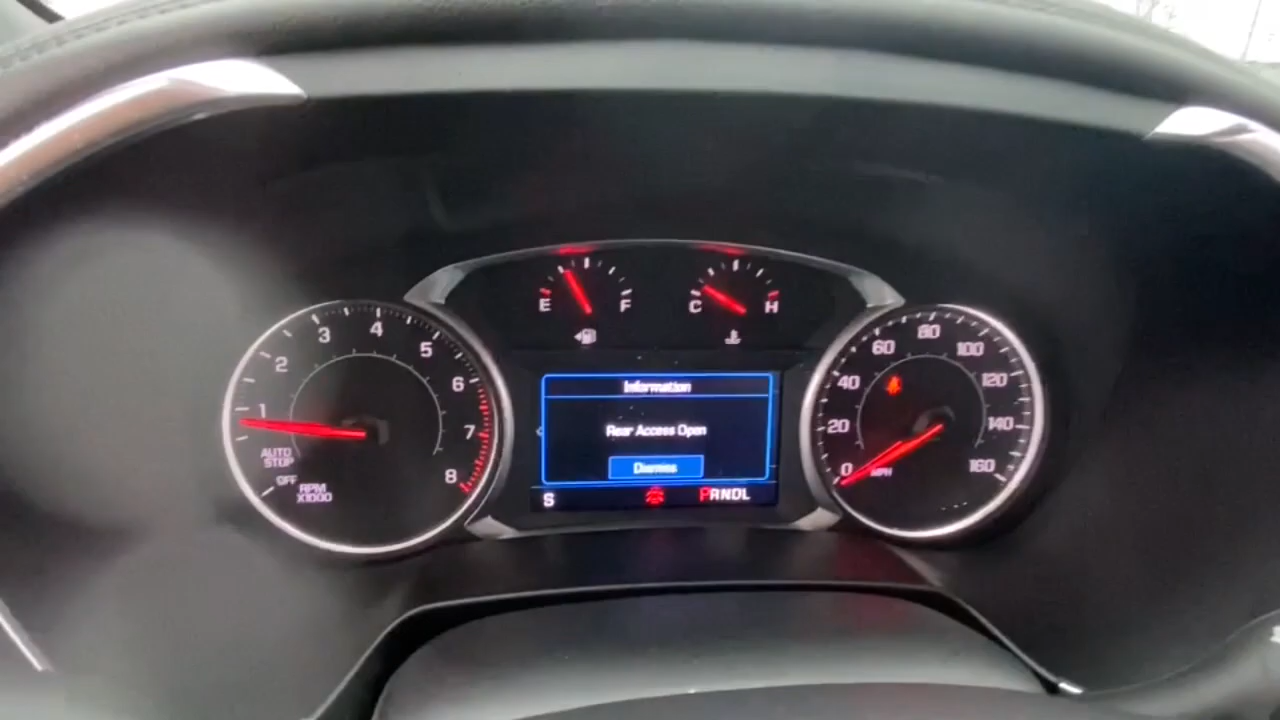 E F
C H
1 2 3 4 5 6 7 8
AUTO
STOP
OFF
RPM
X1000
Information
Rear Access Open
Dismiss
S PRNDL
0 20 40 60 80 100 120 140 160
MPH